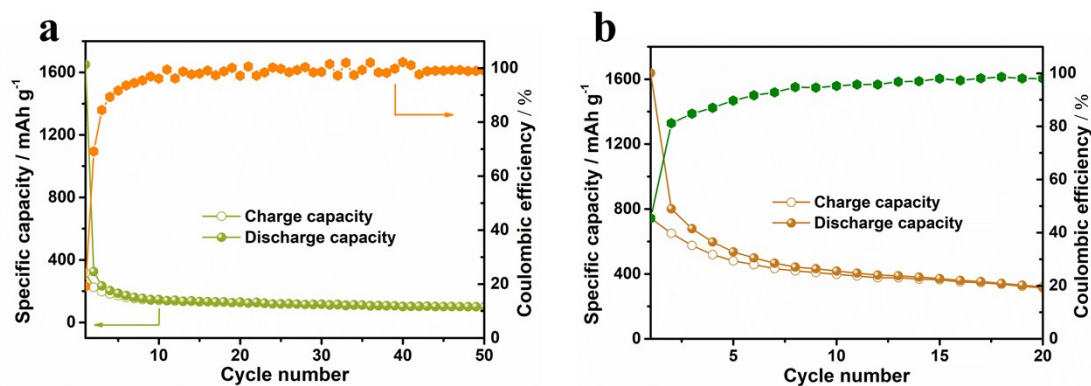 a
1600
1200
800
400
0
Specific capacity / mAh g⁻¹
100
80
60
40
20
0
Coulombic efficiency / %
Charge capacity
Discharge capacity
10
20
30
40
50
Cycle number
b
1600
1200
800
400
0
Specific capacity / mAh g⁻¹
100
80
60
40
20
0
Coulombic efficiency / %
Charge capacity
Discharge capacity
5
10
15
20
Cycle number